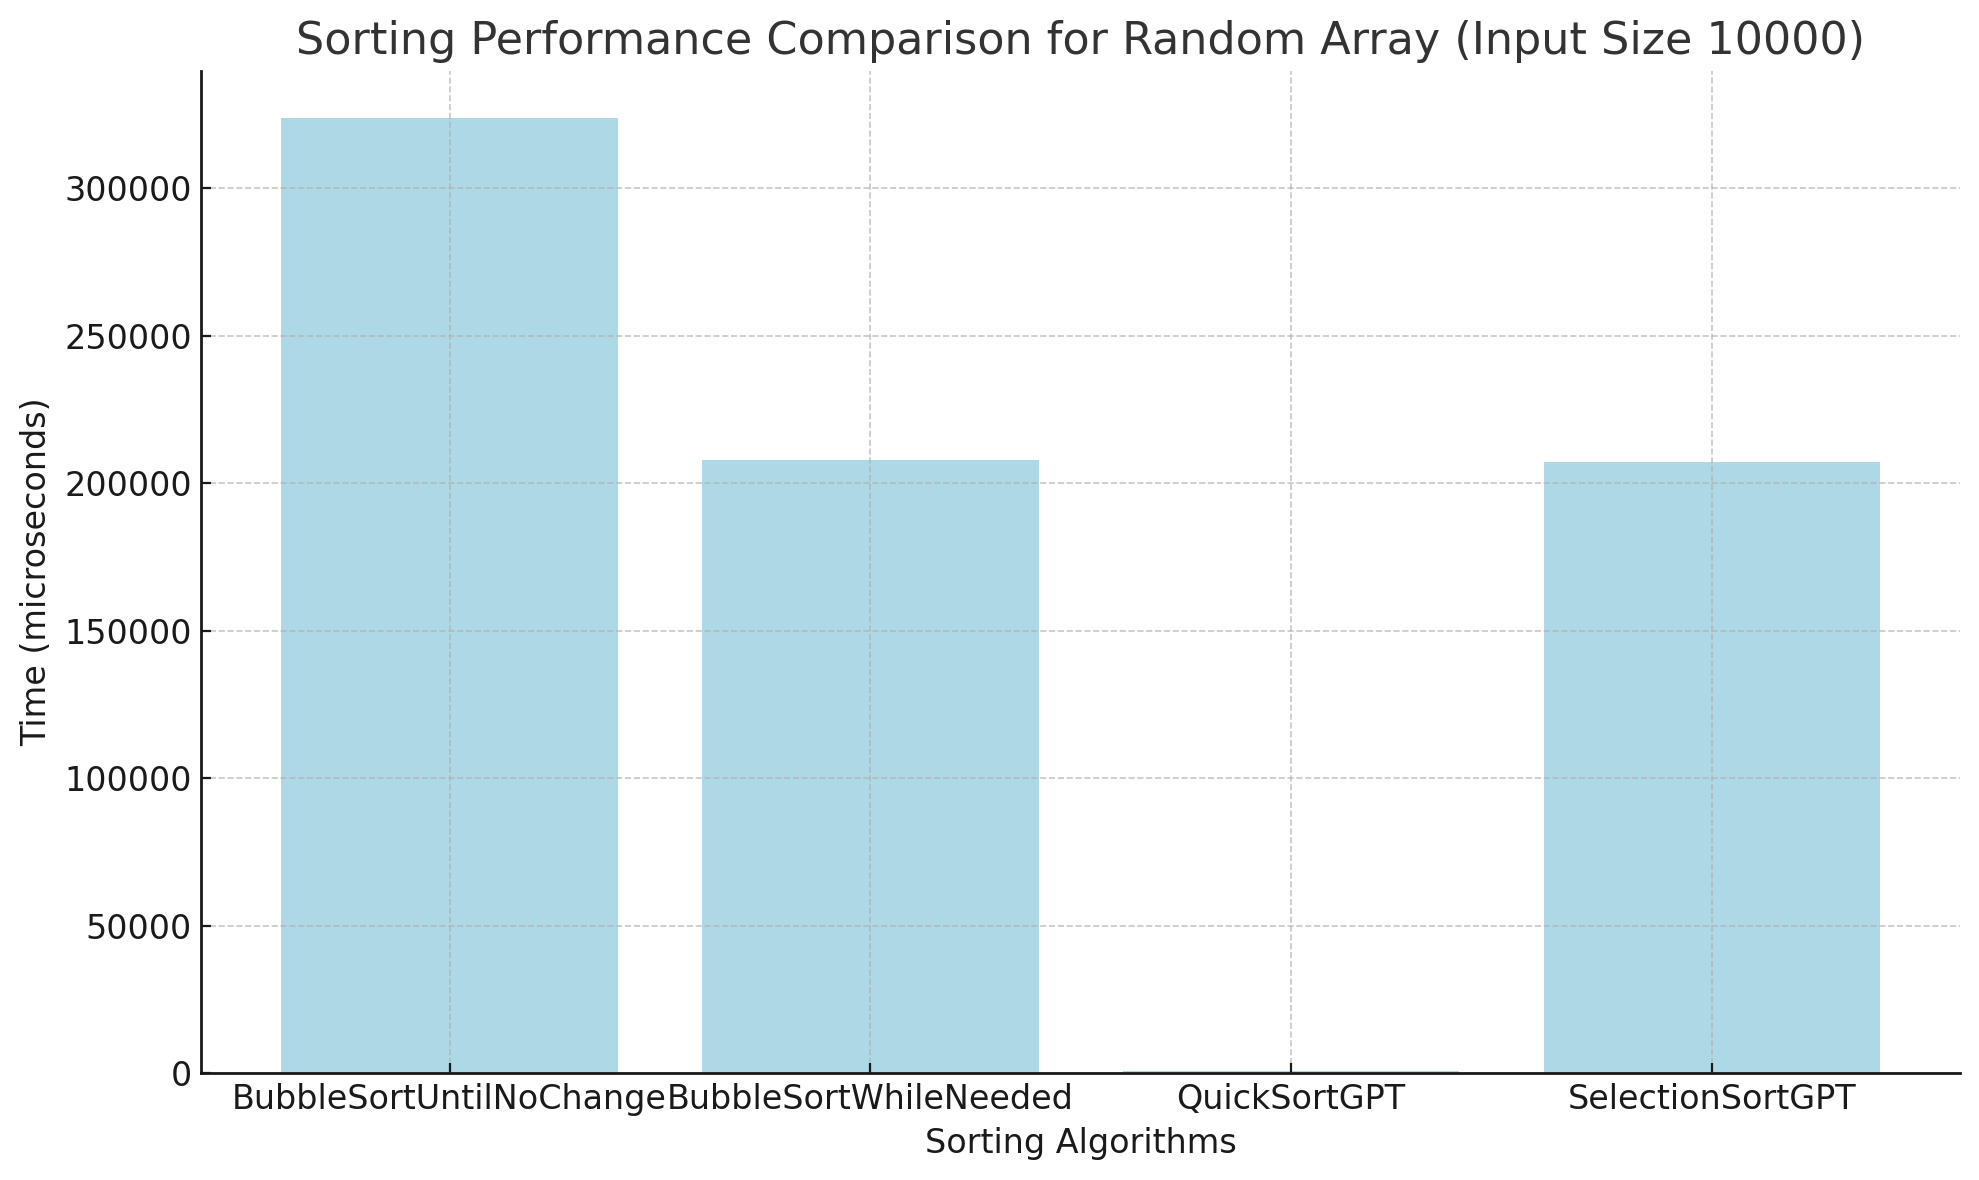 Sorting Performance Comparison for Random Array (Input Size 10000)
Time (microseconds)
300000
250000
200000
150000
100000
50000
0
BubbleSortUntilNoChange BubbleSortWhileNeeded QuickSortGPT SelectionSortGPT
Sorting Algorithms